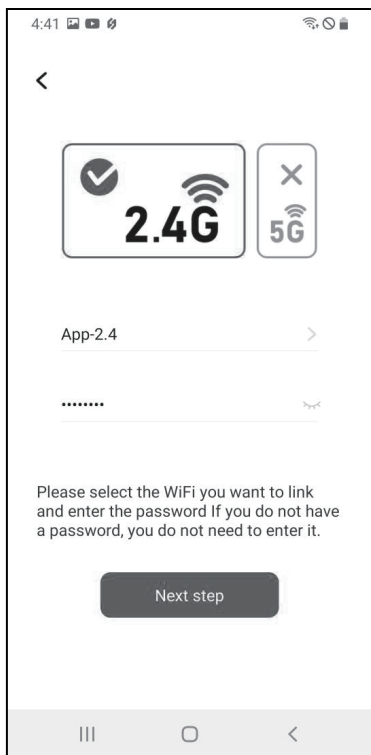 4:41
2.4G
5G
App-2.4
••••••••
Please select the WiFi you want to link
and enter the password If you do not have
a password, you do not need to enter it.
Next step